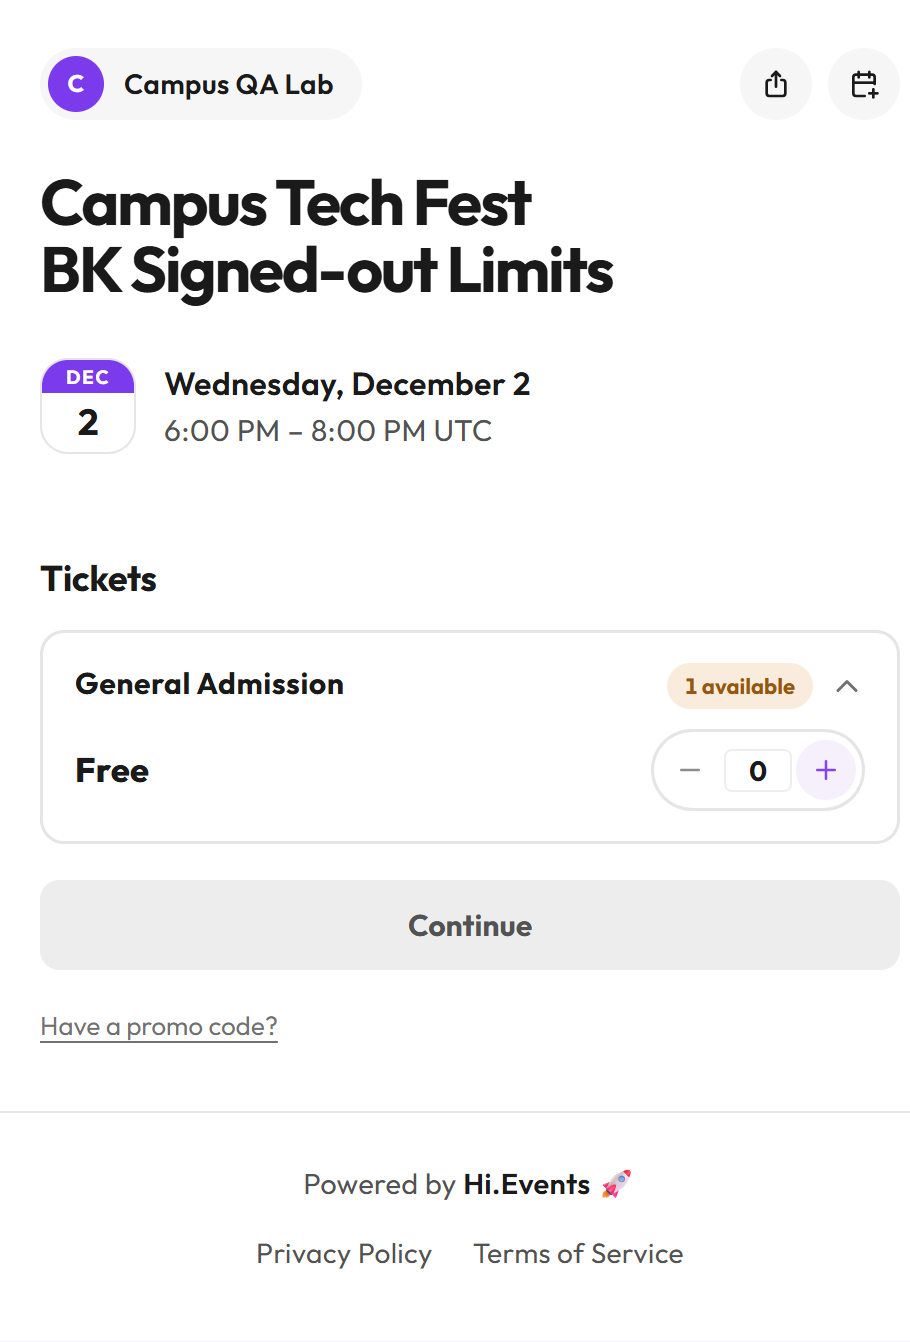 C
Campus QA Lab
Campus Tech Fest
BK Signed-out Limits
DEC
2
Wednesday, December 2
6:00 PM – 8:00 PM UTC
Tickets
General Admission
1 available
Free
0
Continue
Have a promo code?
Powered by Hi.Events 🚀
Privacy Policy Terms of Service